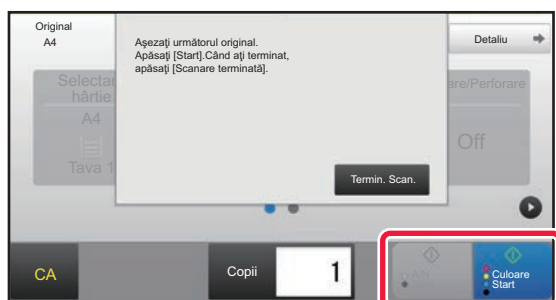 Original
A4
Detaliu
Aşezaţi următorul original.
Apăsaţi [Start].Când aţi terminat,
apăsaţi [Scanare terminată].
Selectar
hârtie
A4
Tava 1
are/Perforare
Off
Termin. Scan.
CA
Copii
1
A/N
Culoare
Start